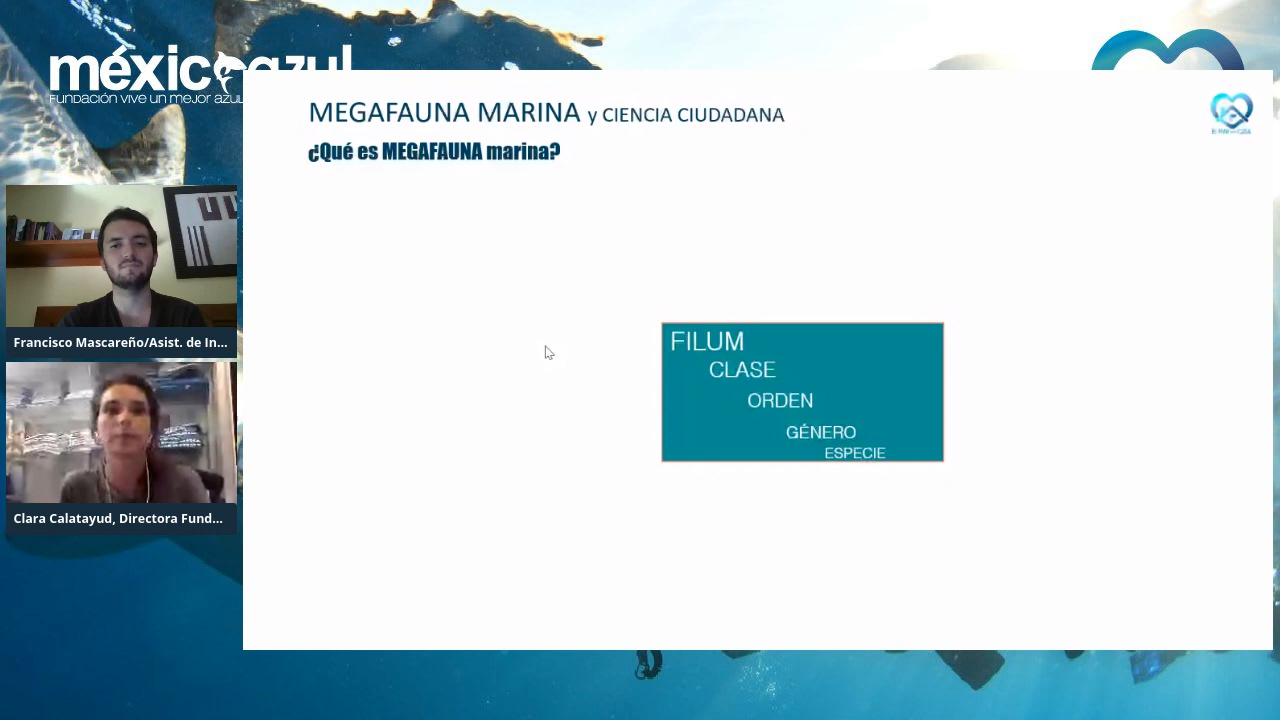 méxicoazul
FUNDACIÓN VIVE UN MEJOR AZUL
MEGAFAUNA MARINA y CIENCIA CIUDADANA
¿Qué es MEGAFAUNA marina?
FILUM
CLASE
ORDEN
GÉNERO
ESPECIE
Francisco Mascareño/Asist. de In...
Clara Calatayud, Directora Fund...